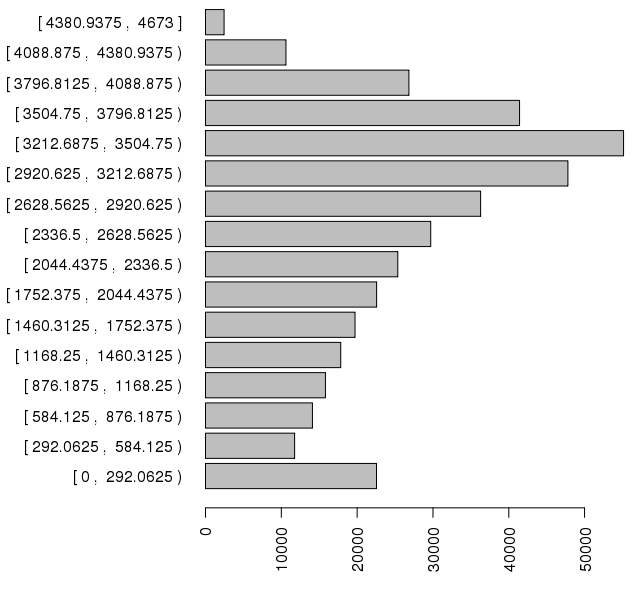 [ 4380.9375 , 4673 ]
[ 4088.875 , 4380.9375 )
[ 3796.8125 , 4088.875 )
[ 3504.75 , 3796.8125 )
[ 3212.6875 , 3504.75 )
[ 2920.625 , 3212.6875 )
[ 2628.5625 , 2920.625 )
[ 2336.5 , 2628.5625 )
[ 2044.4375 , 2336.5 )
[ 1752.375 , 2044.4375 )
[ 1460.3125 , 1752.375 )
[ 1168.25 , 1460.3125 )
[ 876.1875 , 1168.25 )
[ 584.125 , 876.1875 )
[ 292.0625 , 584.125 )
[ 0 , 292.0625 )
0
10000
20000
30000
40000
50000